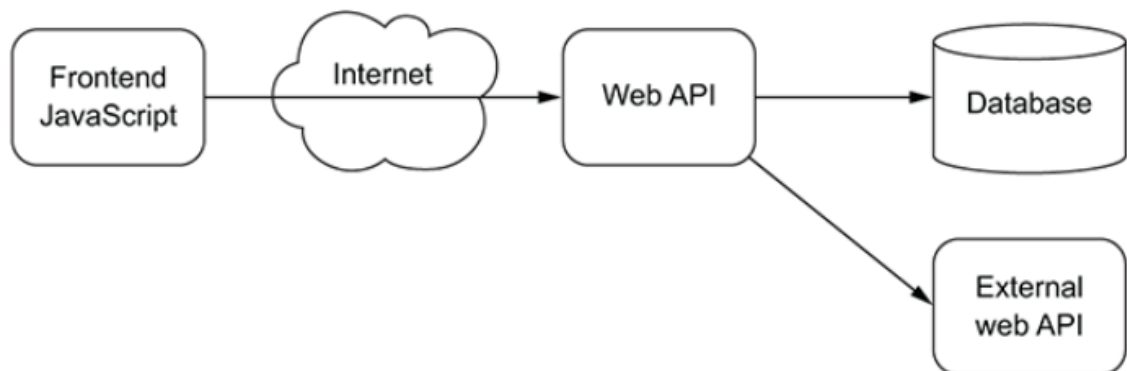 Frontend
JavaScript
Internet
Web API
Database
External
web API